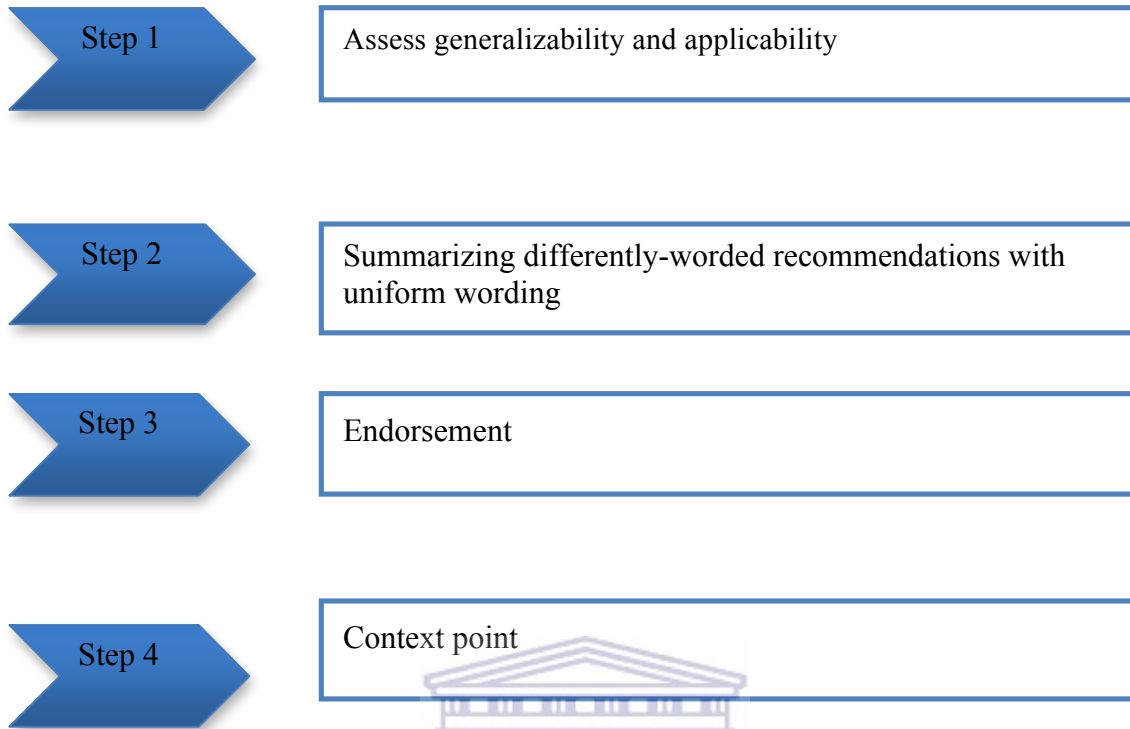 Step 1
Assess generalizability and applicability
Step 2
Summarizing differently-worded recommendations with
uniform wording
Step 3
Endorsement
Step 4
Context point